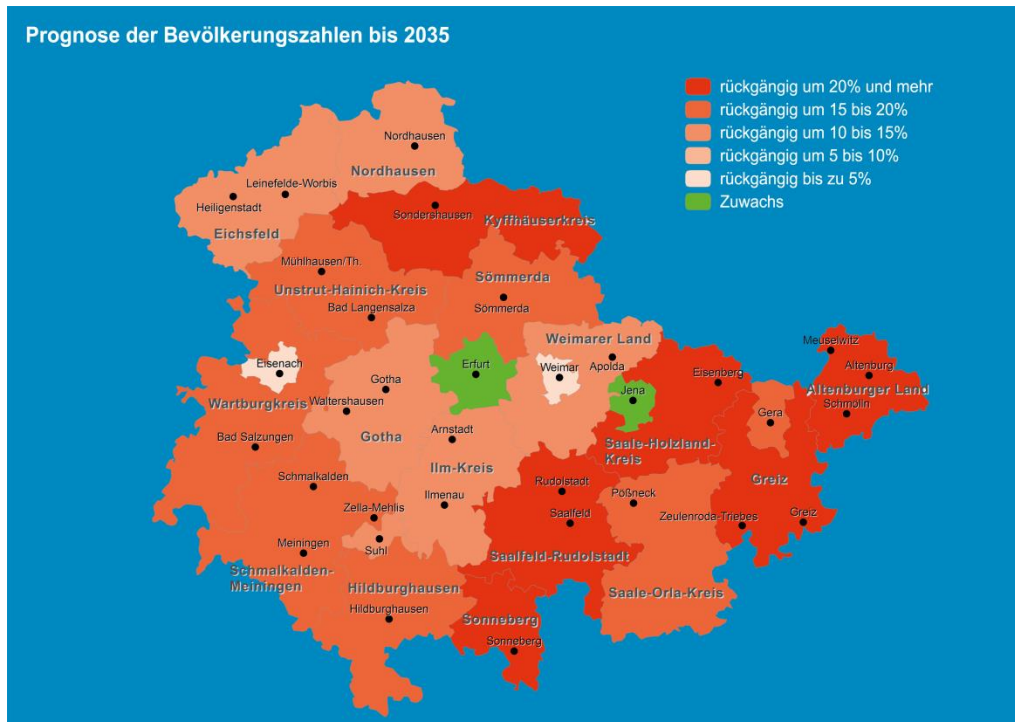 Prognose der Bevölkerungszahlen bis 2035
rückgängig um 20% und mehr
rückgängig um 15 bis 20%
rückgängig um 10 bis 15%
rückgängig um 5 bis 10%
rückgängig bis zu 5%
Zuwachs
Nordhausen
Nordhausen
Leinefelde-Worbis
Heiligenstadt
Eichsfeld
Sondershausen
Kyffhäuserkreis
Mühlhausen/Th.
Unstrut-Hainich-Kreis
Bad Langensalza
Sömmerda
Sömmerda
Weimarer Land
Apolda
Eisenach
Wartburgkreis
Gotha
Waltershausen
Gotha
Erfurt
Weimar
Jena
Eisenberg
Meuselwitz
Altenburg
Altenburger Land
Schmölln
Gera
Bad Salzungen
Arnstadt
Ilm-Kreis
Ilmenau
Saale-Holzland-
Kreis
Greiz
Schmalkalden
Zella-Mehlis
Suhl
Rudolstadt
Saalfeld
Saalfeld-Rudolstadt
Pößneck
Zeulenroda-Triebes
Greiz
Meiningen
Schmalkalden-
Meiningen
Hildburghausen
Hildburghausen
Saale-Orla-Kreis
Sonneberg
Sonneberg